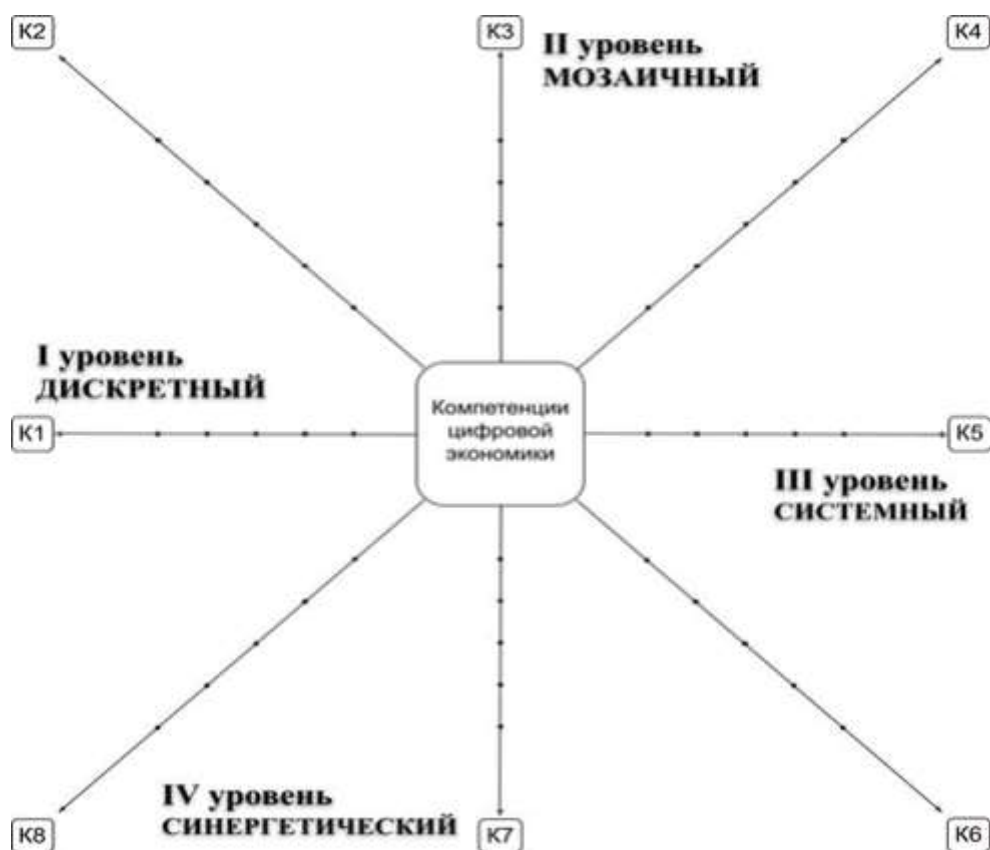 К2
К3
II уровень
МОЗАИЧНЫЙ
К4
I уровень
ДИСКРЕТНЫЙ
К1
Компетенции
цифровой
экономики
К5
III уровень
СИСТЕМНЫЙ
IV уровень
СИНЕРГЕТИЧЕСКИЙ
К8
К7
К6